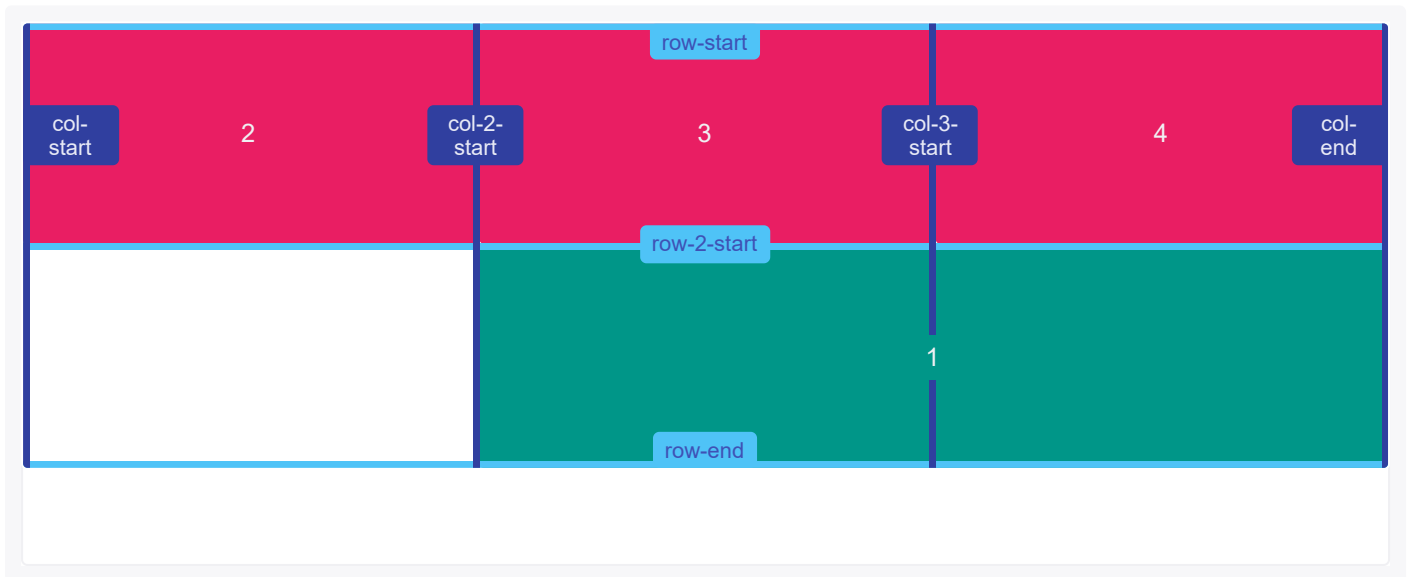 row-start
col-
start
2
col-2-
start
3
col-3-
start
4
col-
end
row-2-start
1
row-end